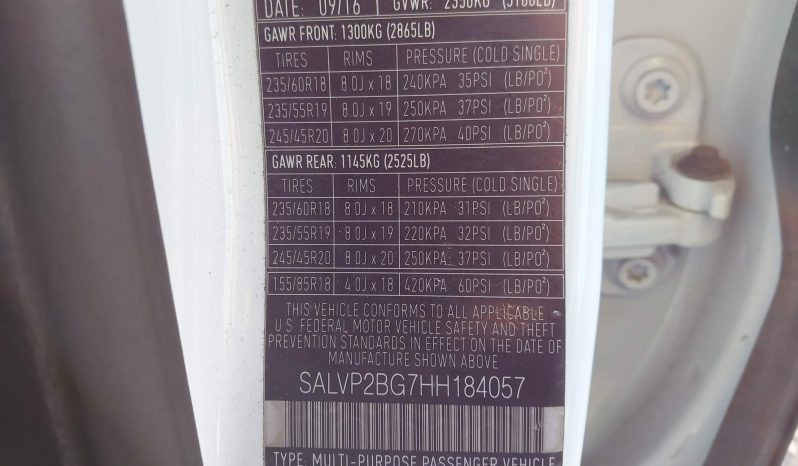 DATE: 09/16 GVWR: 2350KG (5180LB)
GAWR FRONT: 1300KG (2865LB)
TIRES RIMS PRESSURE (COLD SINGLE)
235/60R18 8.0J x 18 240KPA 35PSI (LB/PO²)
235/55R19 8.0J x 19 250KPA 37PSI (LB/PO²)
245/45R20 8.0J x 20 270KPA 40PSI (LB/PO²)
GAWR REAR: 1145KG (2525LB)
TIRES RIMS PRESSURE (COLD SINGLE)
235/60R18 8.0J x 18 210KPA 31PSI (LB/PO²)
235/55R19 8.0J x 19 220KPA 32PSI (LB/PO²)
245/45R20 8.0J x 20 250KPA 37PSI (LB/PO²)
155/85R18 4.0J x 18 420KPA 60PSI (LB/PO²)
THIS VEHICLE CONFORMS TO ALL APPLICABLE
U.S. FEDERAL MOTOR VEHICLE SAFETY AND THEFT
PREVENTION STANDARDS IN EFFECT ON THE DATE OF
MANUFACTURE SHOWN ABOVE
SALVP2BG7HH184057
TYPE: MULTI-PURPOSE PASSENGER VEHICLE